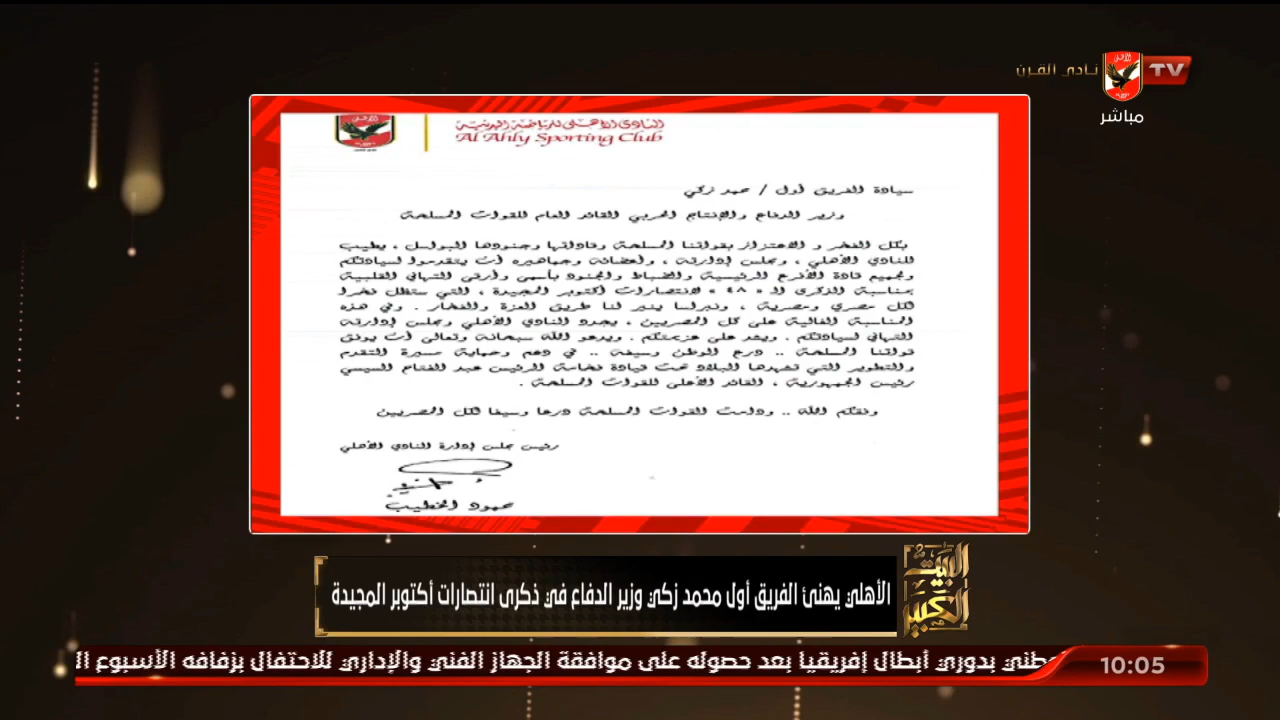 نادي القرن
TV
مباشر
النادي الأهلي للرياضة البدنية
Al Ahly Sporting Club
سيادة الفريق أول / محمد زكي
وزير الدفاع والإنتاج الحربي القائد العام للقوات المسلحة
بكل الفخر و الاعتزاز بقواتنا المسلحة وقادتها وجنودها البواسل ، يطيب
للنادي الأهلي ، ومجلس إدارته ، وأعضائه وجماهيره أن يتقدموا لسيادتكم
ولجميع قادة الأفرع الرئيسية والضباط والجنود بأسمى وأرقى التهاني القلبية
بمناسبة الذكرى الـ « ٤٨ » لانتصارات أكتوبر المجيدة ، التي ستظل فخرا
لكل مصري ومصرية ، ونبراسا ينير لنا طريق العزة والفخار . وفي هذه
المناسبة الغالية على كل المصريين ، يجدد النادي الأهلي ومجلس إدارته
التهاني لسيادتكم . ويشد على عزيمتكم . ويدعو الله سبحانه وتعالى أن يوفق
قواتنا المسلحة .. درع الوطن وسيفه .. في دعم وحماية مسيرة التقدم
والتطوير التي تشهدها البلاد تحت قيادة فخامة الرئيس عبد الفتاح السيسي
رئيس الجمهورية ، القائد الأعلى للقوات المسلحة .
وفقكم الله .. ودامت القوات المسلحة درعا وسيفا لكل المصريين
رئيس مجلس إدارة النادي الأهلي
محمود الخطيب
البيت الكبير
الأهلي يهنئ الفريق أول محمد زكي وزير الدفاع في ذكرى انتصارات أكتوبر المجيدة
بدوري أبطال إفريقيا بعد حصوله على موافقة الجهاز الفني والإداري للاحتفال بزفافه الأسبوع
10:05